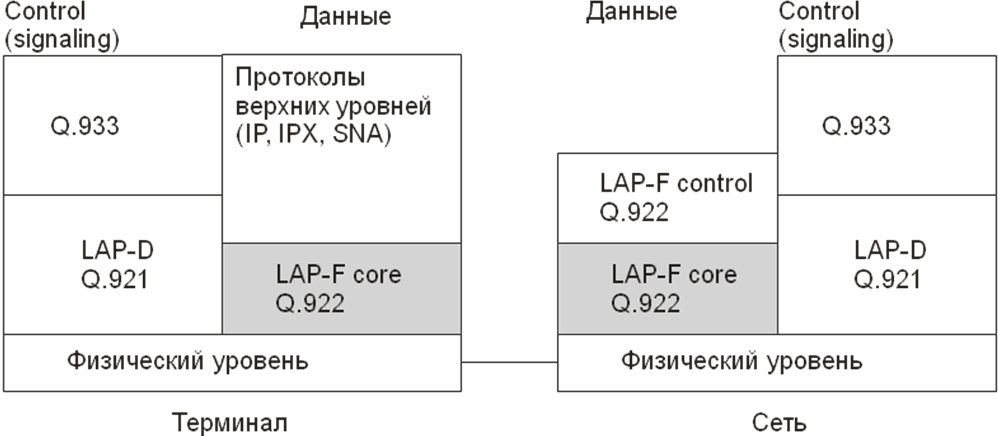 Control
(signaling)
Данные
Данные
Control
(signaling)
Q.933
Протоколы
верхних уровней
(IP, IPX, SNA)
Q.933
LAP-F control
Q.922
LAP-D
Q.921
LAP-F core
Q.922
LAP-F core
Q.922
LAP-D
Q.921
Физический уровень
Физический уровень
Терминал
Сеть